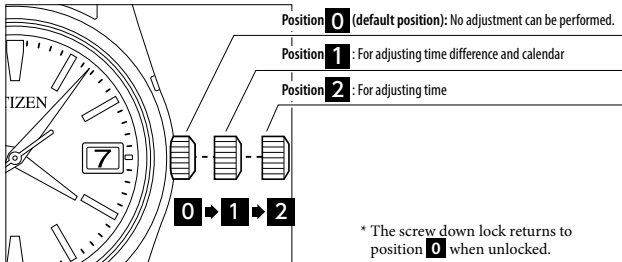 Position 0 (default position): No adjustment can be performed.
Position 1 : For adjusting time difference and calendar
Position 2 : For adjusting time
TIZEN
7
0 ➡ 1 ➡ 2
* The screw down lock returns to
position 0 when unlocked.